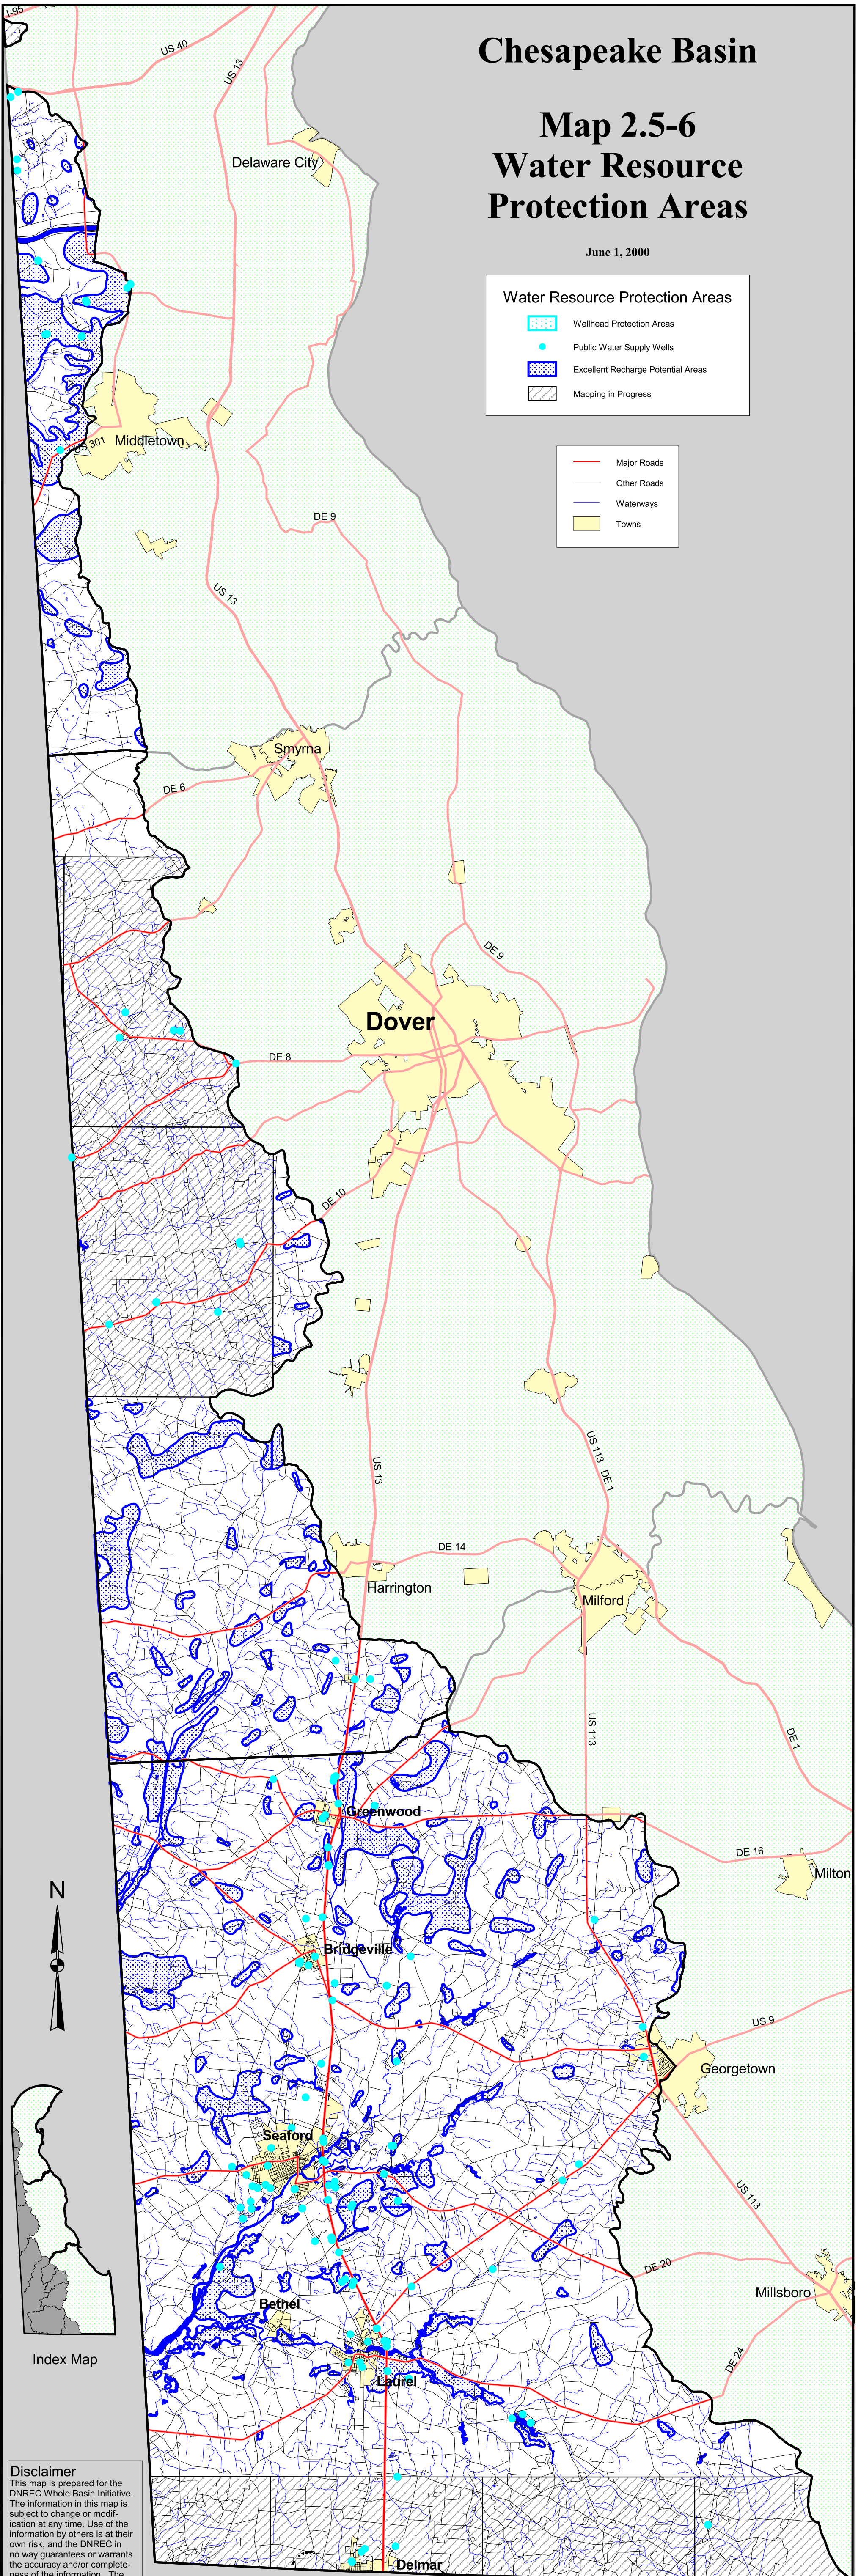 Chesapeake Basin
Map 2.5-6
Water Resource
Protection Areas
June 1, 2000
Water Resource Protection Areas
Wellhead Protection Areas
Public Water Supply Wells
Excellent Recharge Potential Areas
Mapping in Progress
Major Roads
Other Roads
Waterways
Towns
I-95
US 40
US 13
Delaware City
US 301
Middletown
DE 9
US 13
Smyrna
DE 6
DE 9
Dover
DE 8
DE 10
US 13
US 113
DE 1
DE 14
Harrington
Milford
US 113
DE 1
Greenwood
DE 16
Milton
N
Bridgeville
US 9
Georgetown
Seaford
US 113
DE 20
Millsboro
Bethel
Index Map
DE 24
Laurel
Delmar
Disclaimer
This map is prepared for the
DNREC Whole Basin Initiative.
The information in this map is
subject to change or modif-
ication at any time. Use of the
information by others is at their
own risk, and the DNREC in
no way guarantees or warrants
the accuracy and/or complete-
ness of the information. The